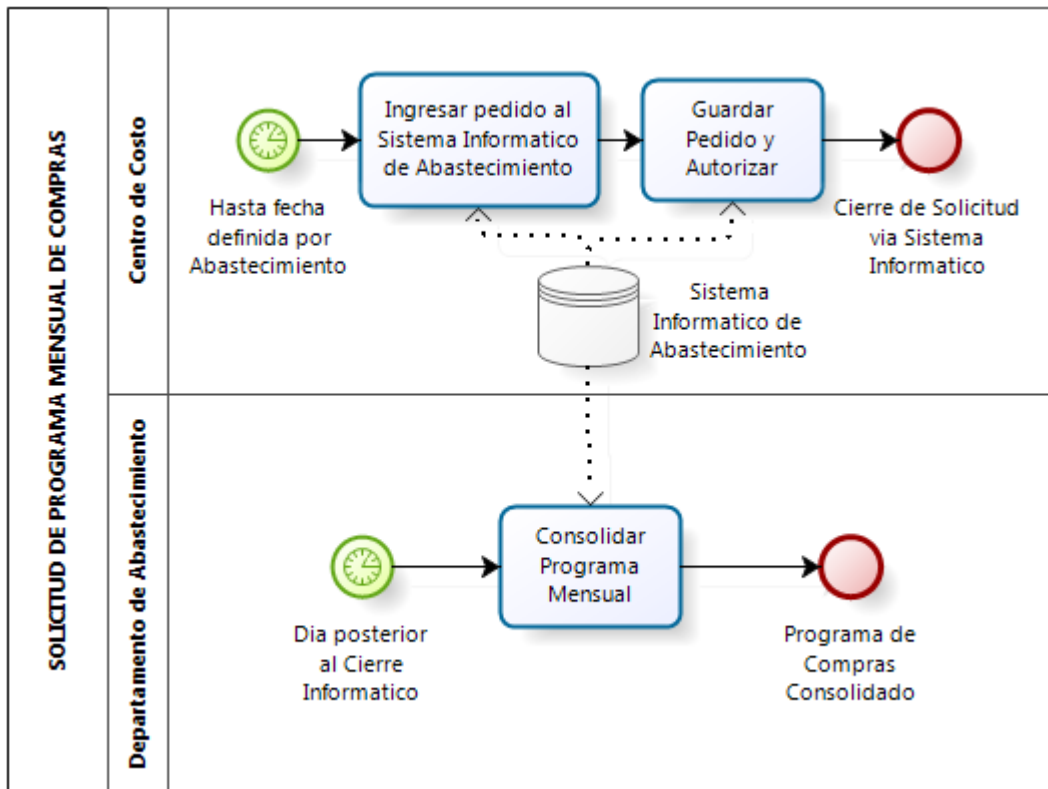 SOLICITUD DE PROGRAMA MENSUAL DE COMPRAS
Centro de Costo
Hasta fecha
definida por
Abastecimiento
Ingresar pedido al
Sistema Informatico
de Abastecimiento
Guardar
Pedido y
Autorizar
Cierre de Solicitud
via Sistema
Informatico
Sistema
Informatico de
Abastecimiento
Departamento de Abastecimiento
Dia posterior
al Cierre
Informatico
Consolidar
Programa
Mensual
Programa de
Compras
Consolidado